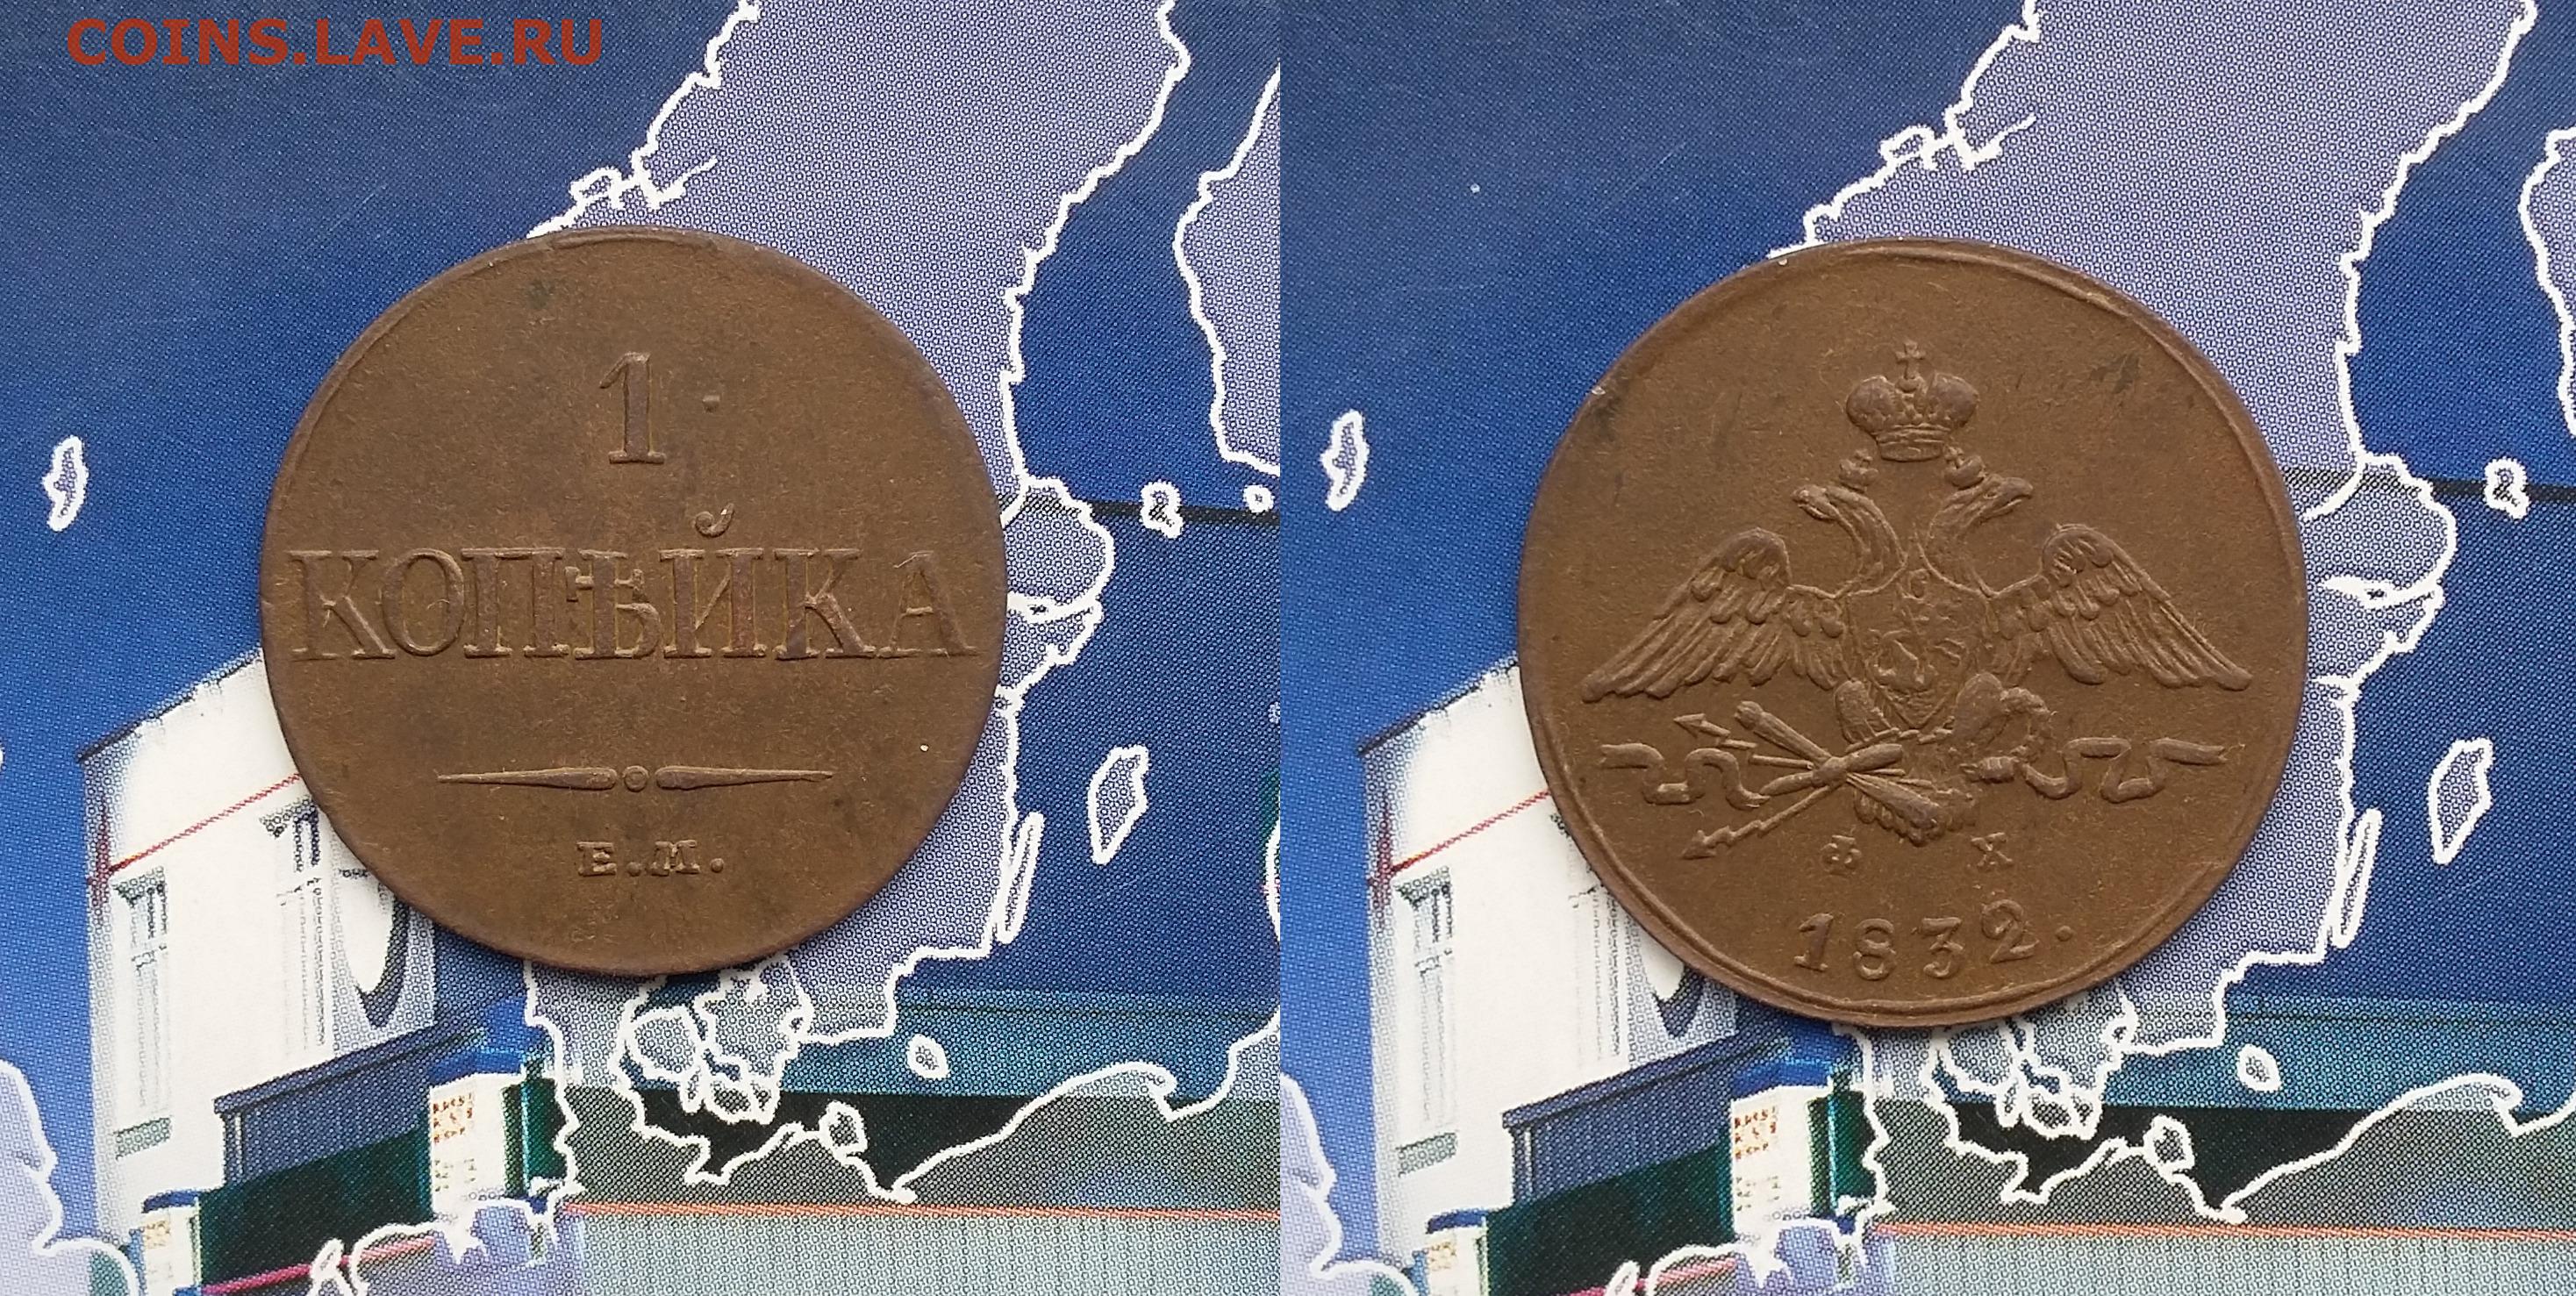 COINS.LAVE.RU
1
КОПѢЙКА
Е.М.
Ф Х
1832.